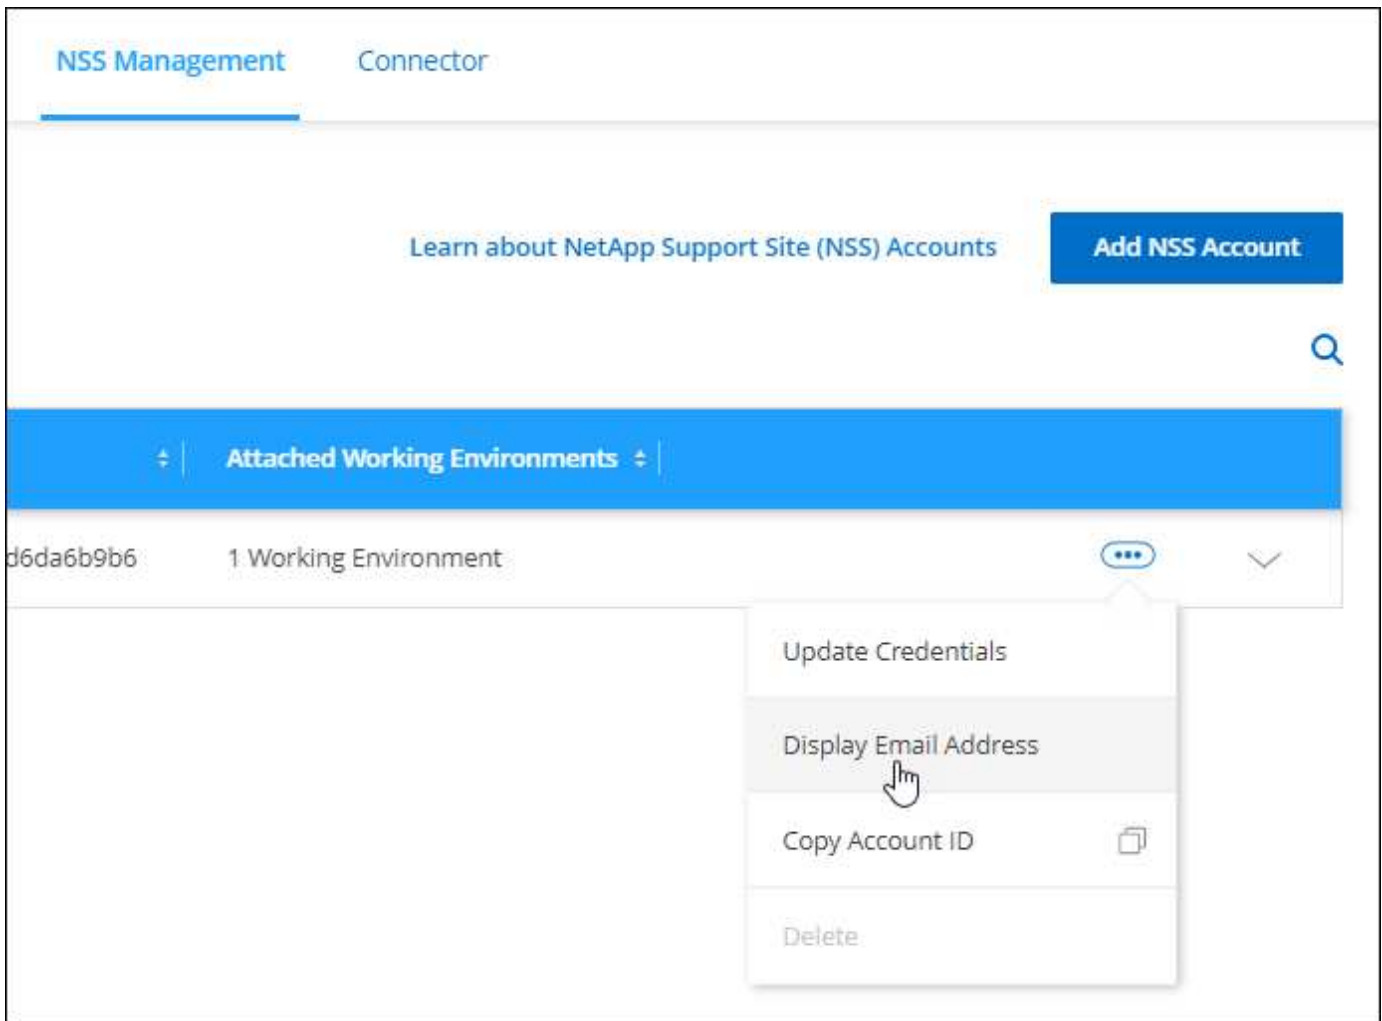 NSS Management Connector
Learn about NetApp Support Site (NSS) Accounts Add NSS Account
Attached Working Environments
d6da6b9b6 1 Working Environment
Update Credentials
Display Email Address
Copy Account ID
Delete